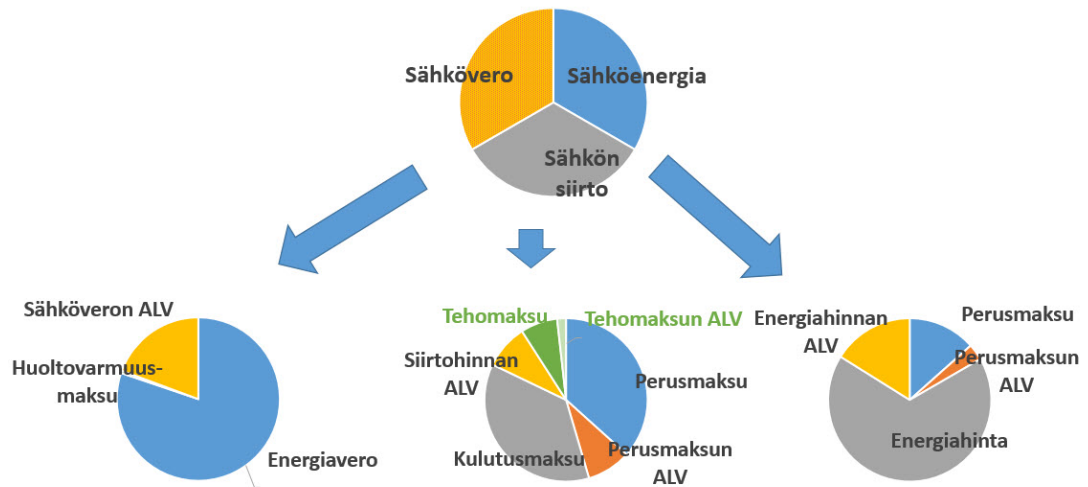 Sähkövero
Sähköenergia
Sähkön
siirto
Sähköveron ALV
Huoltovarmuus-
maksu
Energiavero
Tehomaksu
Tehomaksun ALV
Siirtohinnan
ALV
Perusmaksu
Kulutusmaksu
Perusmaksun
ALV
Energiahinnan
ALV
Perusmaksu
Perusmaksun
ALV
Energiahinta